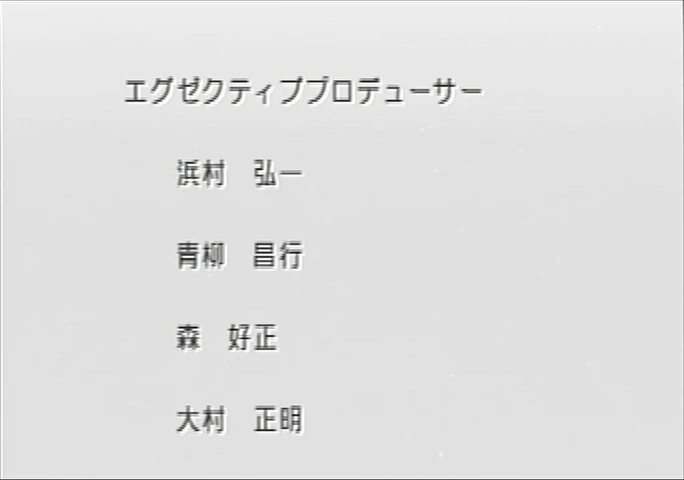 エグゼクティブプロデューサー
浜村　弘一
青柳　昌行
森　好正
大村　正明